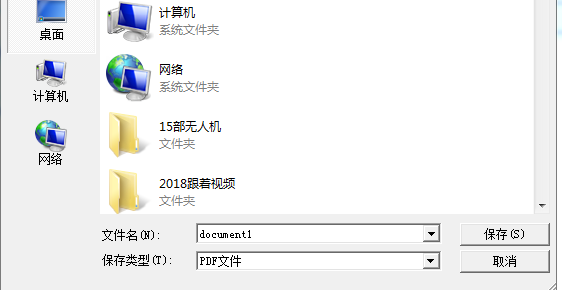 桌面
计算机
网络
计算机
系统文件夹
网络
系统文件夹
15部无人机
文件夹
2018跟着视频
文件夹
文件名(N):
document1
保存(S)
保存类型(T):
PDF文件
取消